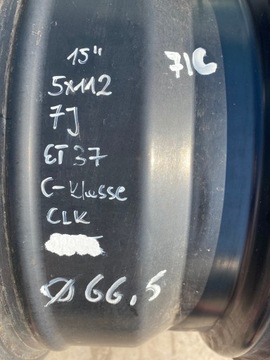 15"
71C
5x112
7J
ET 37
C-Klasse
CLK
Ø 66.5